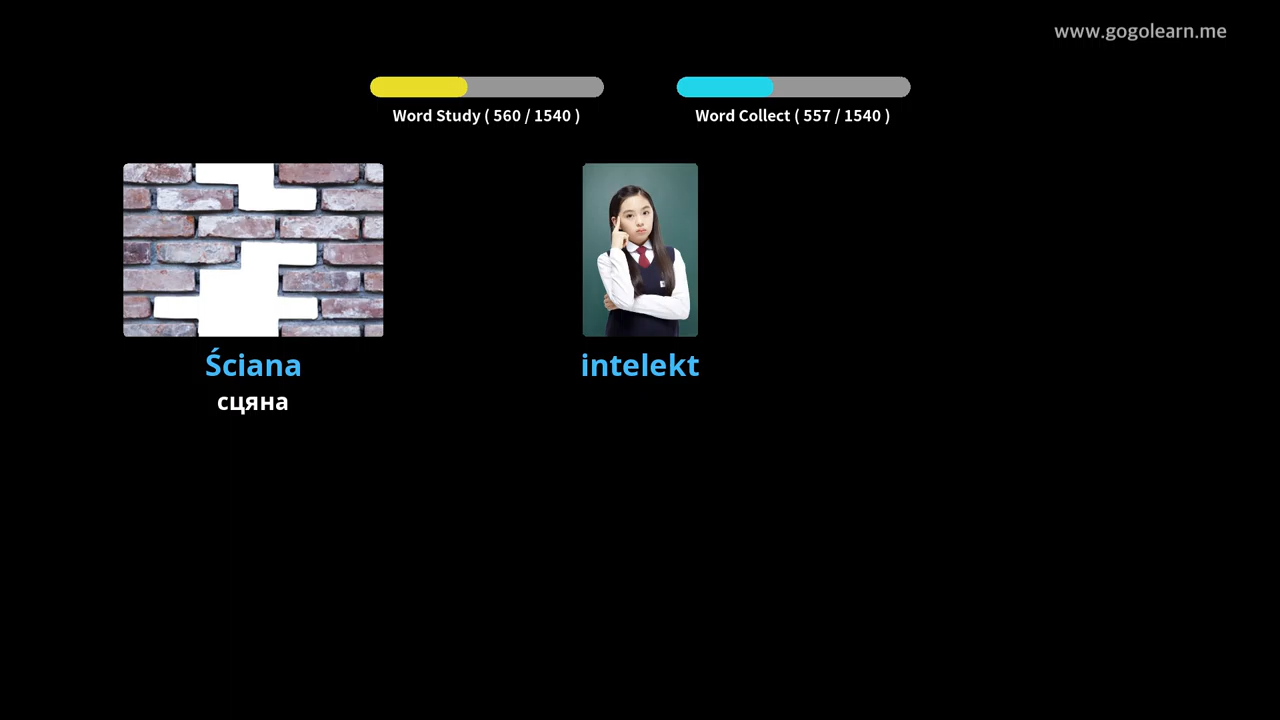 www.gogolearn.me
Word Study ( 560 / 1540 )
Word Collect ( 557 / 1540 )
Ściana
сцяна
intelekt